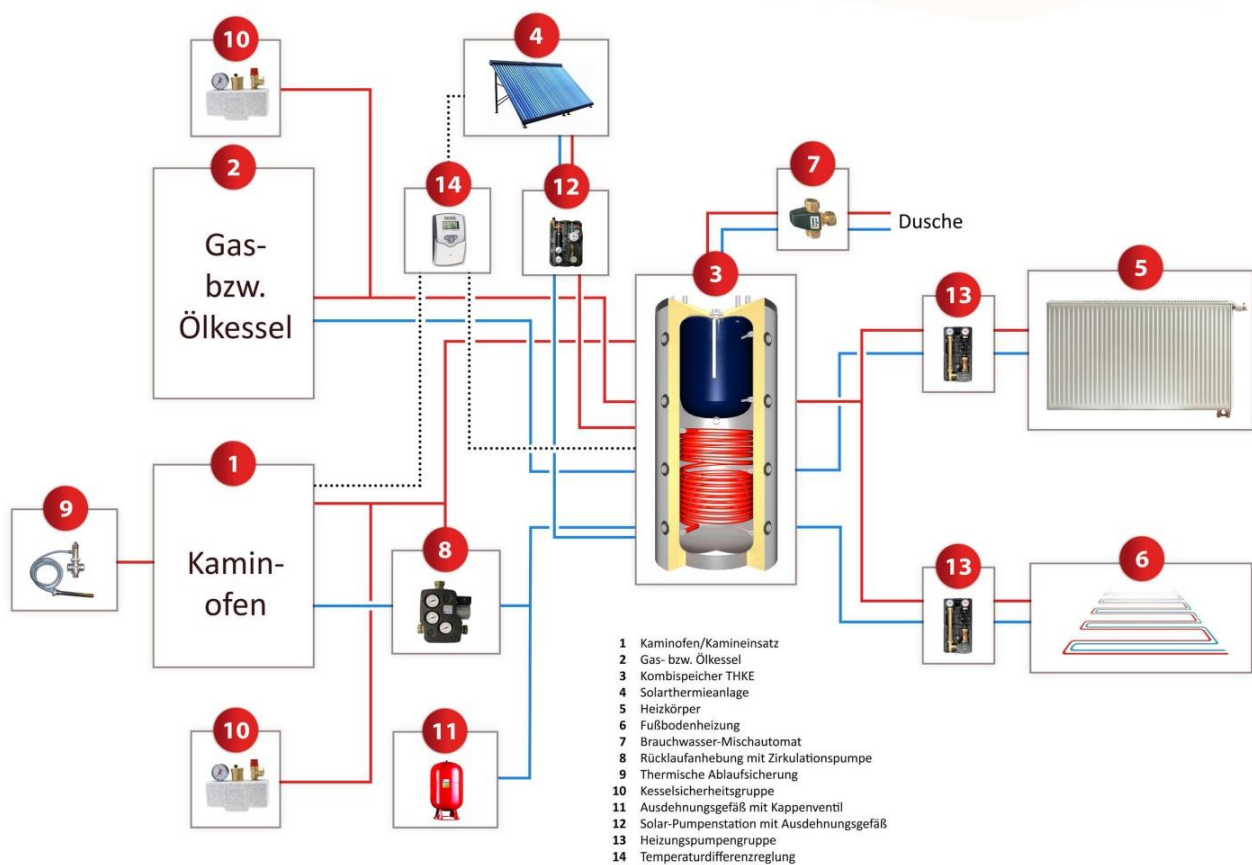 10
4
2
14
12
7
Gas-
bzw.
Ölkessel
Dusche
3
13
5
1
9
8
Kamin-
ofen
13
6
10
11
1 Kaminofen/Kamineinsatz
2 Gas- bzw. Ölkessel
3 Kombispeicher THKE
4 Solarthermieanlage
5 Heizkörper
6 Fußbodenheizung
7 Brauchwasser-Mischautomat
8 Rücklaufanhebung mit Zirkulationspumpe
9 Thermische Ablaufsicherung
10 Kesselsicherheitsgruppe
11 Ausdehnungsgefäß mit Kappenventil
12 Solar-Pumpenstation mit Ausdehnungsgefäß
13 Heizungspumpengruppe
14 Temperaturdifferenzreglung